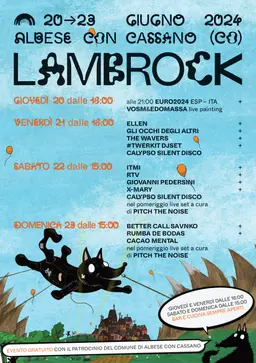 20→23 GIUGNO 2024
ALBESE CON CASSANO (CO)
LAMBROCK
GIOVEDÌ 20 dalle 18:00
alle 21:00 EURO2024 ESP - ITA +
VOSM&EDOMASSA live painting
VENERDÌ 21 dalle 18:00
ELLEN +
GLI OCCHI DEGLI ALTRI +
THE WAVERS +
#TWERKIT DJSET +
CALYPSO SILENT DISCO
SABATO 22 dalle 15:00
ITMI +
RTV +
GIOVANNI PEDERSINI +
X-MARY +
CALYPSO SILENT DISCO +
nel pomeriggio live set a cura
di PITCH THE NOISE
DOMENICA 23 dalle 15:00
BETTER CALL SAVNKO +
RUMBA DE BODAS +
CACAO MENTAL +
nel pomeriggio live set a cura
di PITCH THE NOISE
GIOVEDÌ E VENERDÌ DALLE 18:00
SABATO E DOMENICA DALLE 15:00
BAR E CUCINA SEMPRE APERTI
EVENTO GRATUITO CON IL PATROCINIO DEL COMUNE DI ALBESE CON CASSANO